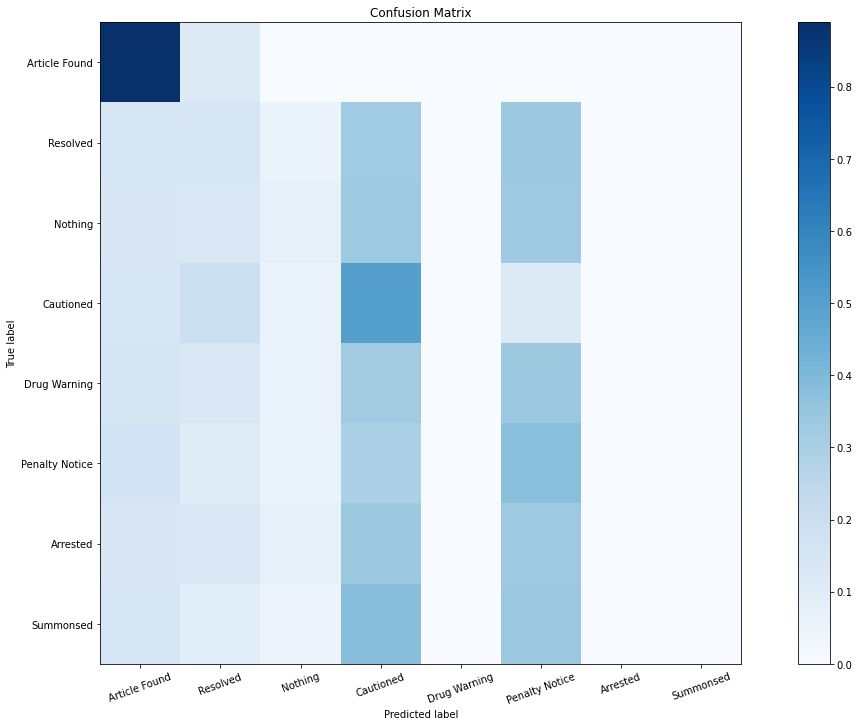 Confusion Matrix
True label
Article Found
Resolved
Nothing
Cautioned
Drug Warning
Penalty Notice
Arrested
Summonsed
Article Found
Resolved
Nothing
Cautioned
Drug Warning
Penalty Notice
Arrested
Summonsed
Predicted label
0.8
0.7
0.6
0.5
0.4
0.3
0.2
0.1
0.0